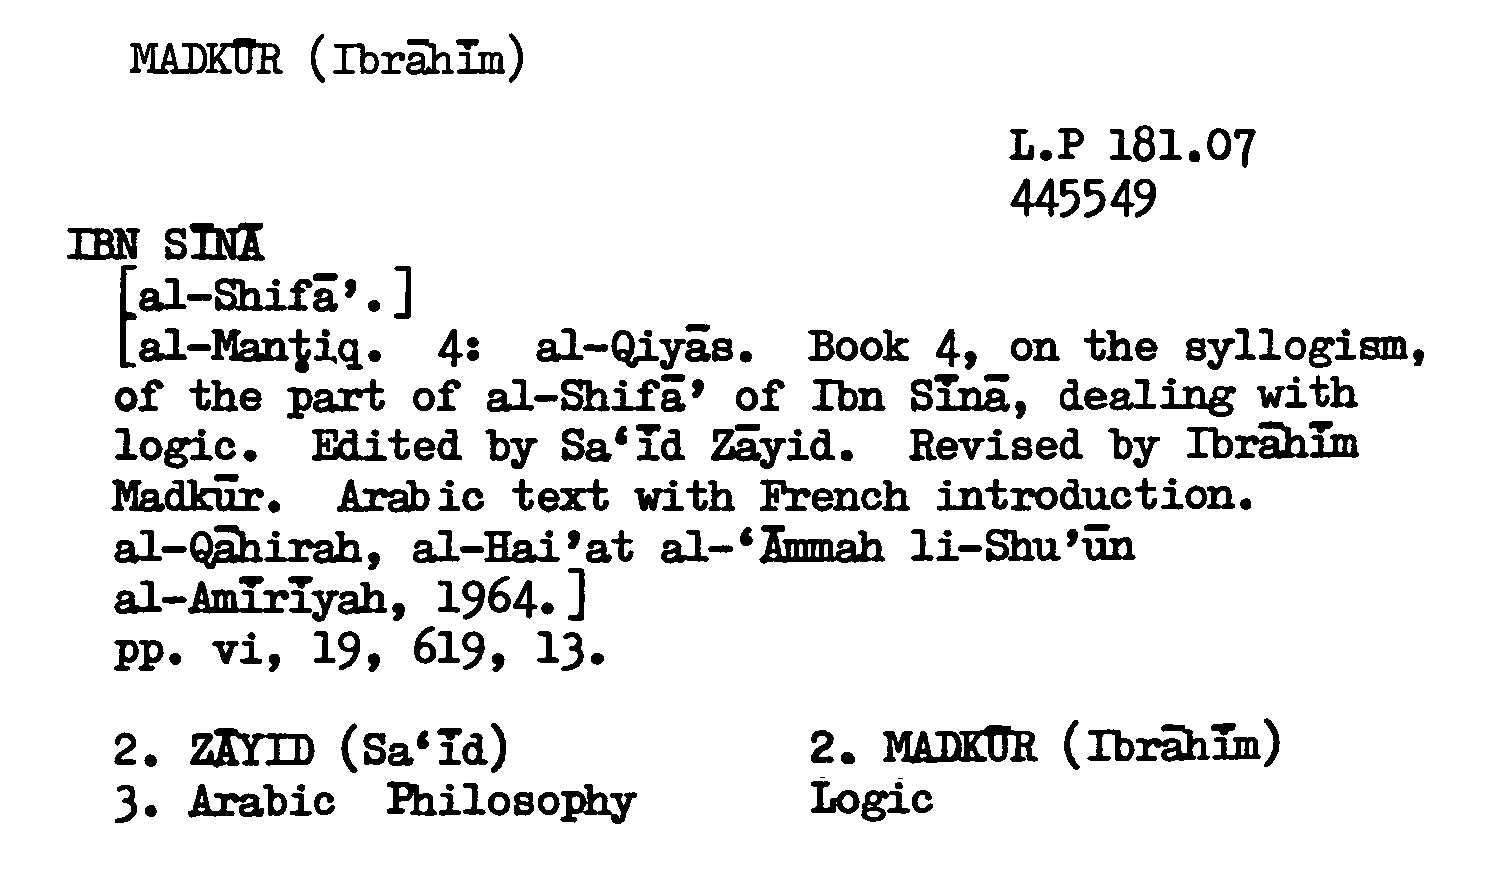 MADKŪR (Ibrāhīm)
L.P 181.07
445549
IBN SĪNĀ
[al-Shifā’.]
[al-Manṭiq. 4: al-Qiyās. Book 4, on the syllogism,
of the part of al-Shifā’ of Ibn Sīnā, dealing with
logic. Edited by Sa‘īd Zāyid. Revised by Ibrāhīm
Madkūr. Arabic text with French introduction.
al-Qāhirah, al-Hai’at al-‘Āmmah li-Shu’ūn
al-Amīrīyah, 1964.]
pp. vi, 19, 619, 13.
2. ZĀYID (Sa‘īd) 2. MADKŪR (Ibrāhīm)
3. Arabic Philosophy Logic